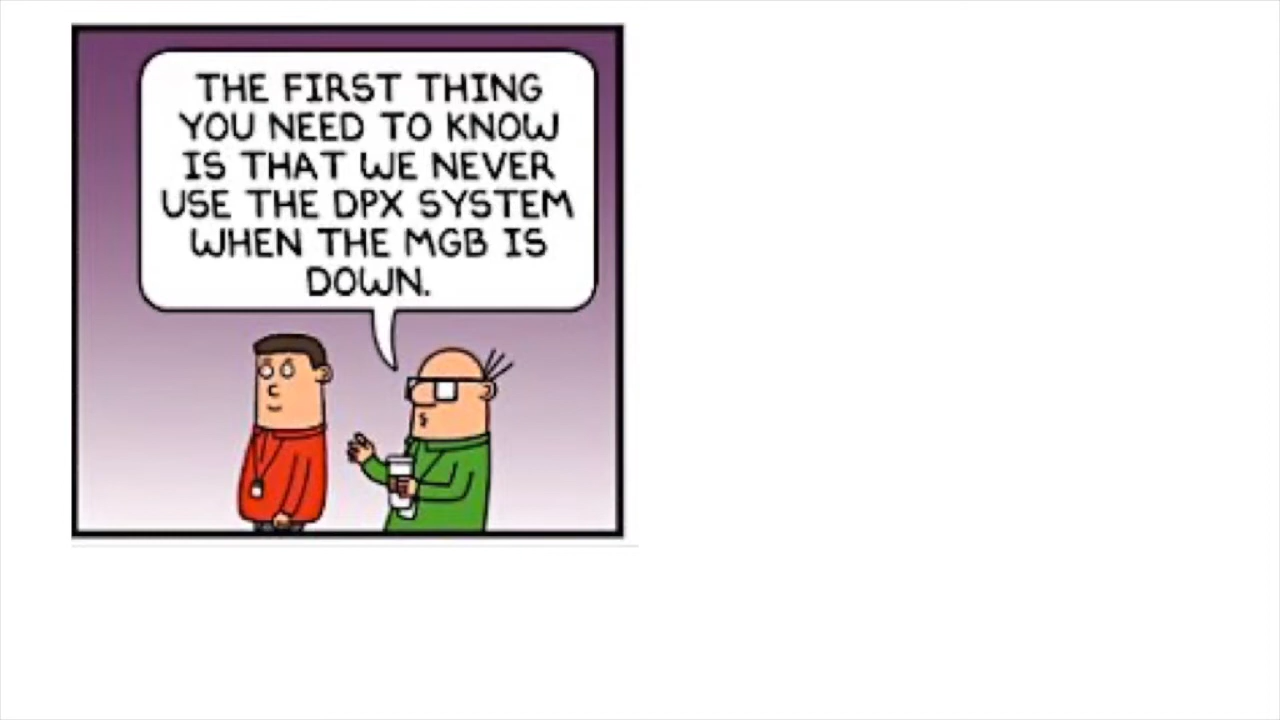 THE FIRST THING
YOU NEED TO KNOW
IS THAT WE NEVER
USE THE DPX SYSTEM
WHEN THE MGB IS
DOWN.